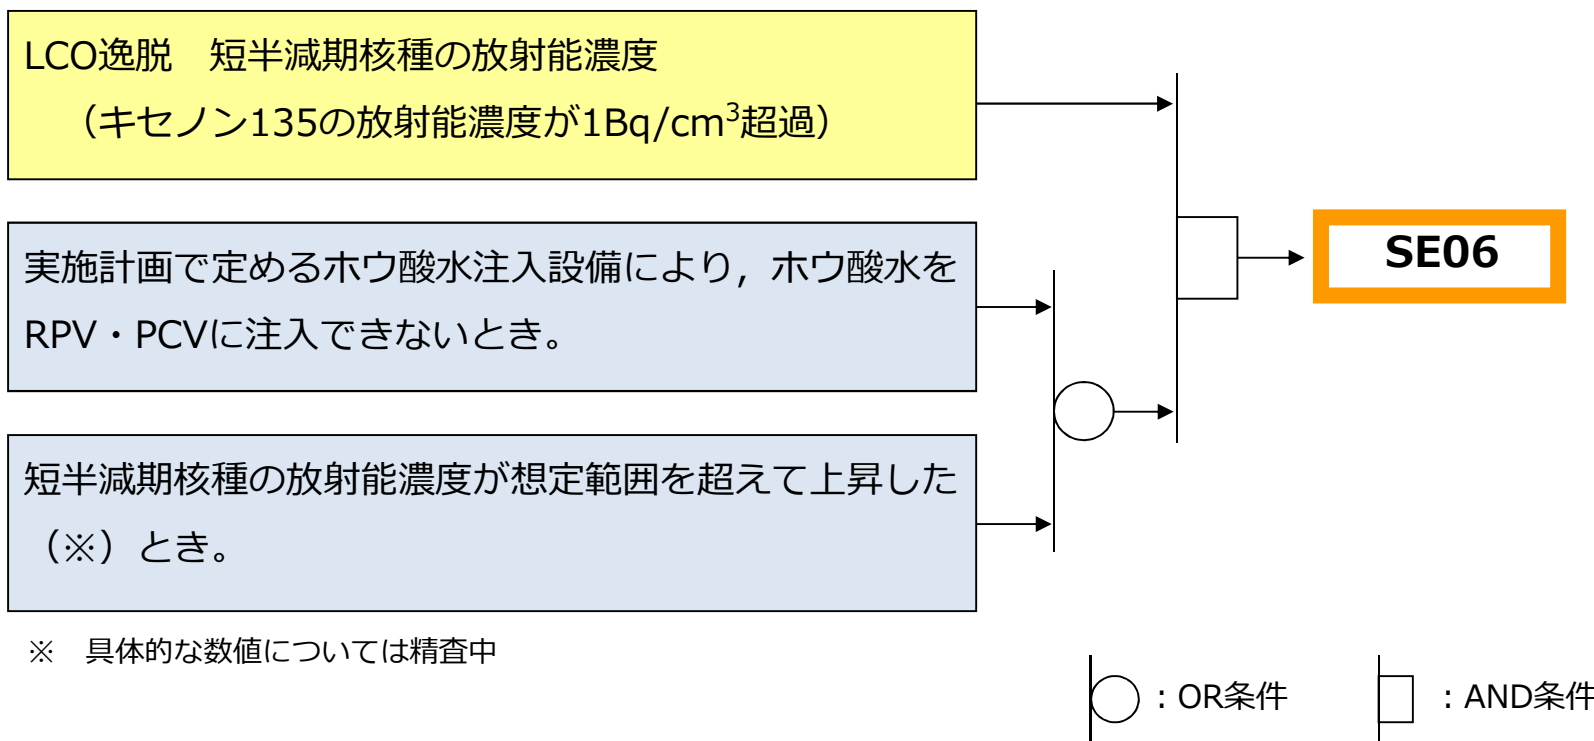 LCO逸脱　短半減期核種の放射能濃度
（キセノン135の放射能濃度が1Bq/cm³超過）
実施計画で定めるホウ酸水注入設備により，ホウ酸水を
RPV・PCVに注入できないとき。
SE06
短半減期核種の放射能濃度が想定範囲を超えて上昇した
（※）とき。
※　具体的な数値については精査中
：OR条件
：AND条件